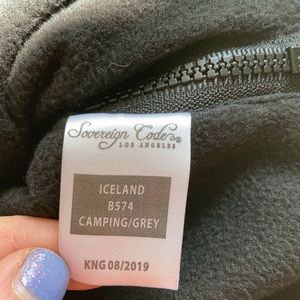 Sovereign Code®
LOS ANGELES
ICELAND
B574
CAMPING/GREY
KNG 08/2019